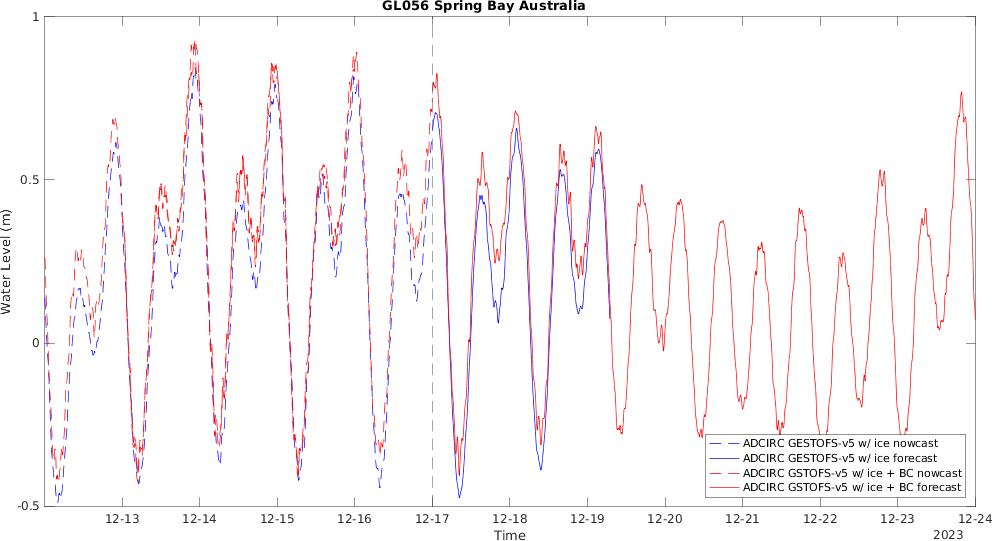 GL056 Spring Bay Australia
1
0.5
0
-0.5
Water Level (m)
12-13 12-14 12-15 12-16 12-17 12-18 12-19 12-20 12-21 12-22 12-23 12-24
Time
2023
ADCIRC GESTOFS-v5 w/ ice nowcast
ADCIRC GESTOFS-v5 w/ ice forecast
ADCIRC GSTOFS-v5 w/ ice + BC nowcast
ADCIRC GSTOFS-v5 w/ ice + BC forecast